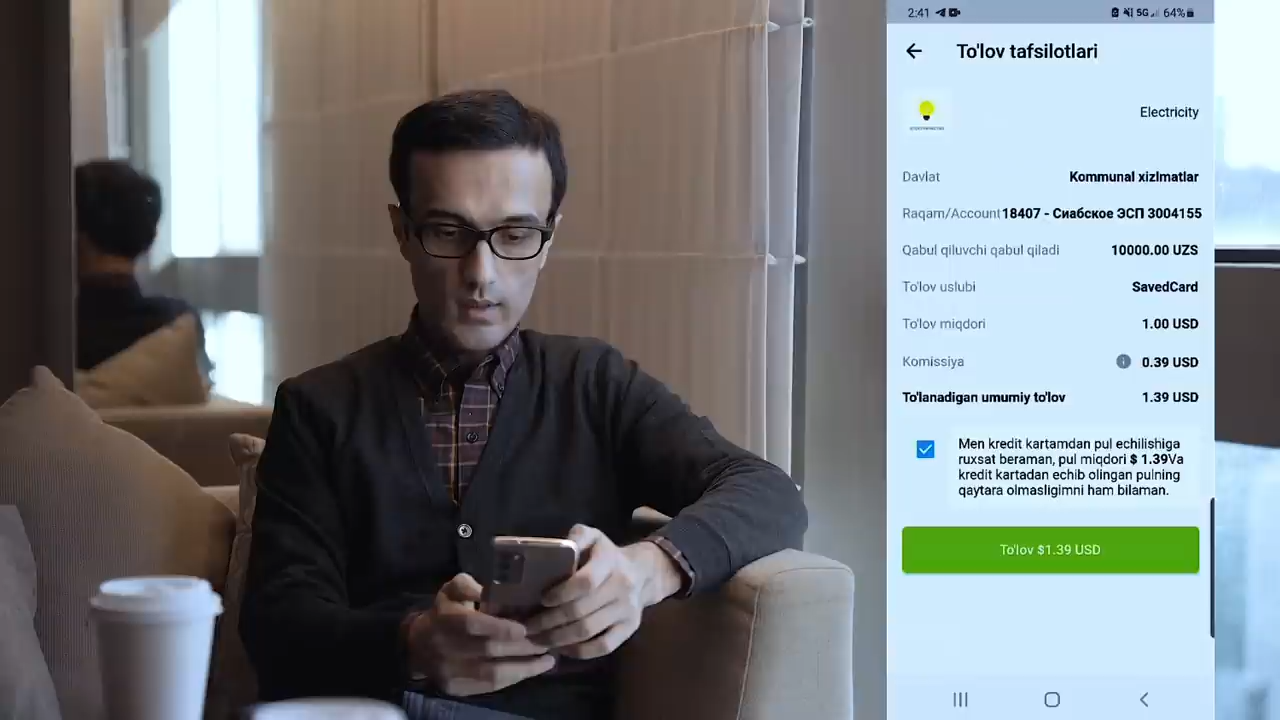 2:41
5G 64%
To'lov tafsilotlari
Electricity
Davlat Kommunal xizlmatlar
Raqam/Account 18407 - Сиабское ЭСП 3004155
Qabul qiluvchi qabul qiladi 10000.00 UZS
To'lov uslubi SavedCard
To'lov miqdori 1.00 USD
Komissiya 0.39 USD
To'lanadigan umumiy to'lov 1.39 USD
Men kredit kartamdan pul echilishiga
ruxsat beraman, pul miqdori $ 1.39Va
kredit kartadan echib olingan pulning
qaytara olmasligimni ham bilaman.
To'lov $1.39 USD